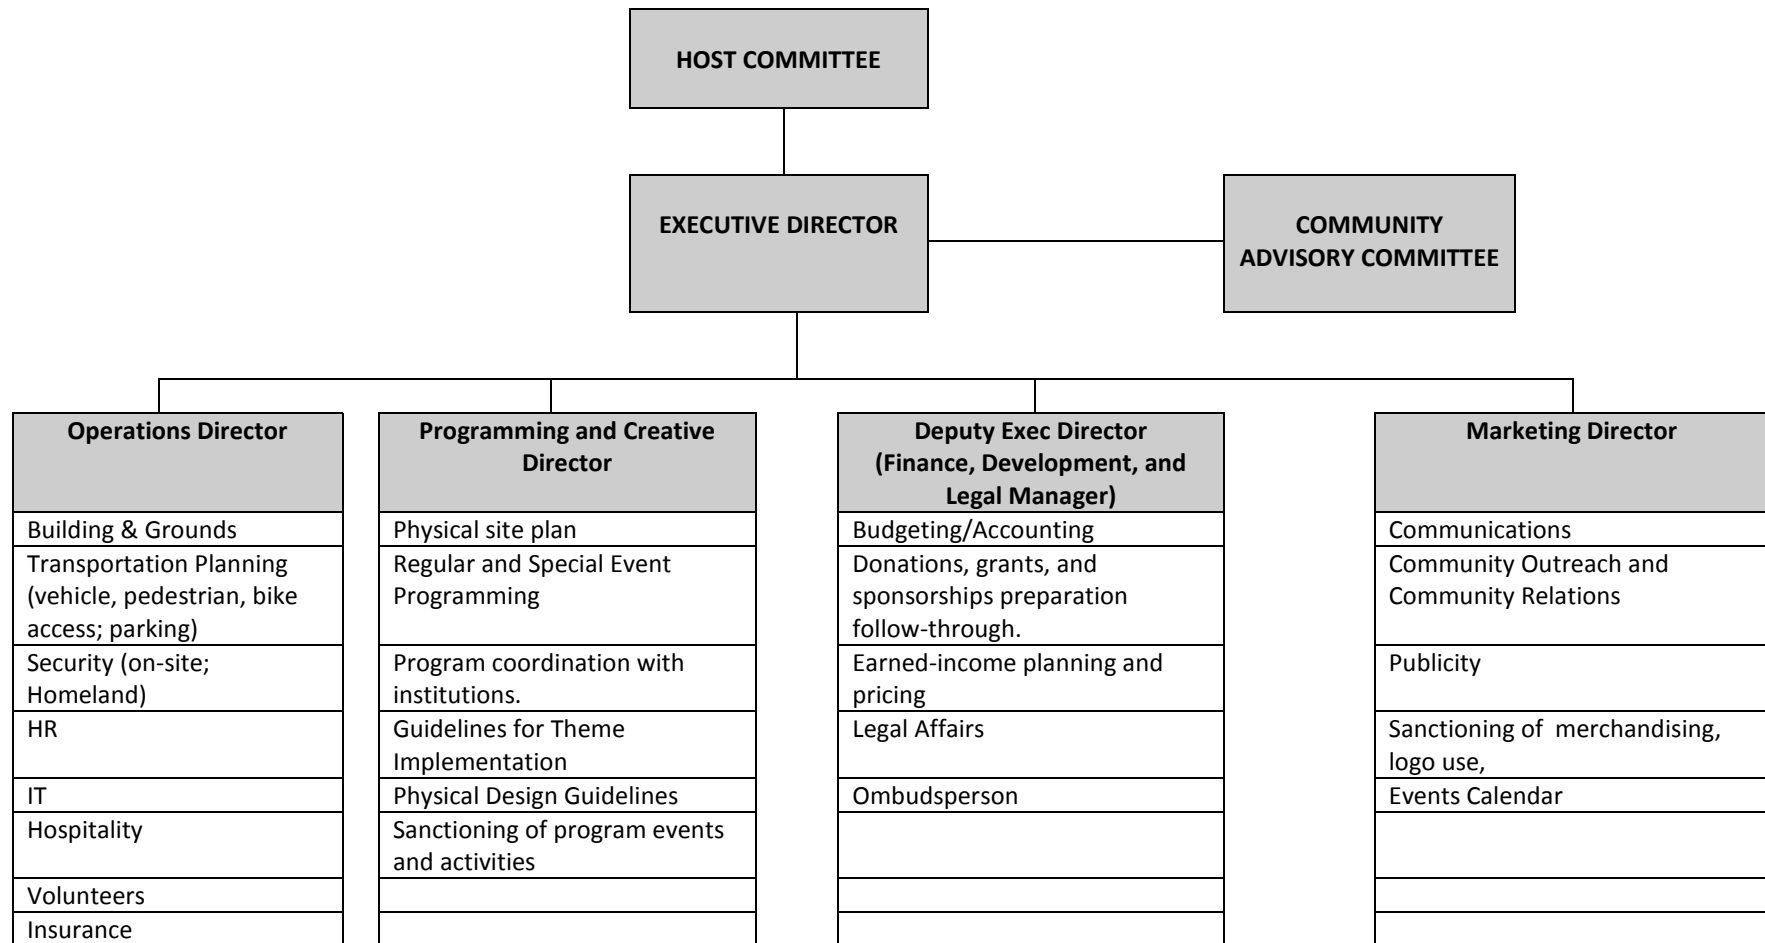 HOST COMMITTEE
EXECUTIVE DIRECTOR
COMMUNITY
ADVISORY COMMITTEE
Operations Director
Building & Grounds
Transportation Planning
(vehicle, pedestrian, bike
access; parking)
Security (on-site;
Homeland)
HR
IT
Hospitality
Volunteers
Insurance
Programming and Creative
Director
Physical site plan
Regular and Special Event
Programming
Program coordination with
institutions.
Guidelines for Theme
Implementation
Physical Design Guidelines
Sanctioning of program events
and activities
Deputy Exec Director
(Finance, Development, and
Legal Manager)
Budgeting/Accounting
Donations, grants, and
sponsorships preparation
follow-through.
Earned-income planning and
pricing
Legal Affairs
Ombudsperson
Marketing Director
Communications
Community Outreach and
Community Relations
Publicity
Sanctioning of  merchandising,
logo use,
Events Calendar